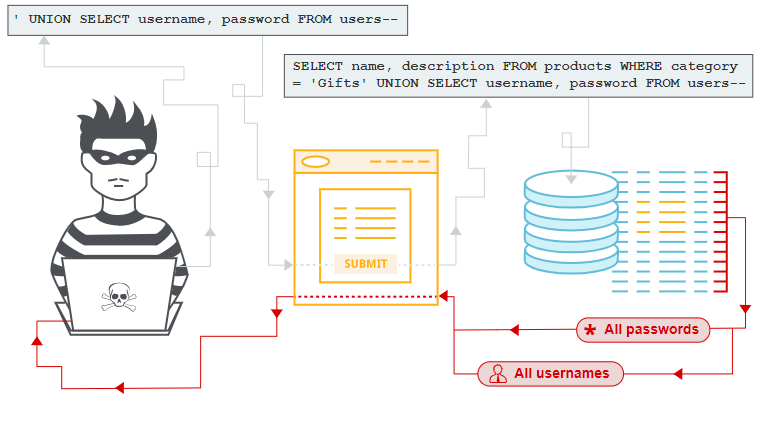 ' UNION SELECT username, password FROM users--
SELECT name, description FROM products WHERE category
= 'Gifts' UNION SELECT username, password FROM users--
SUBMIT
* All passwords
All usernames